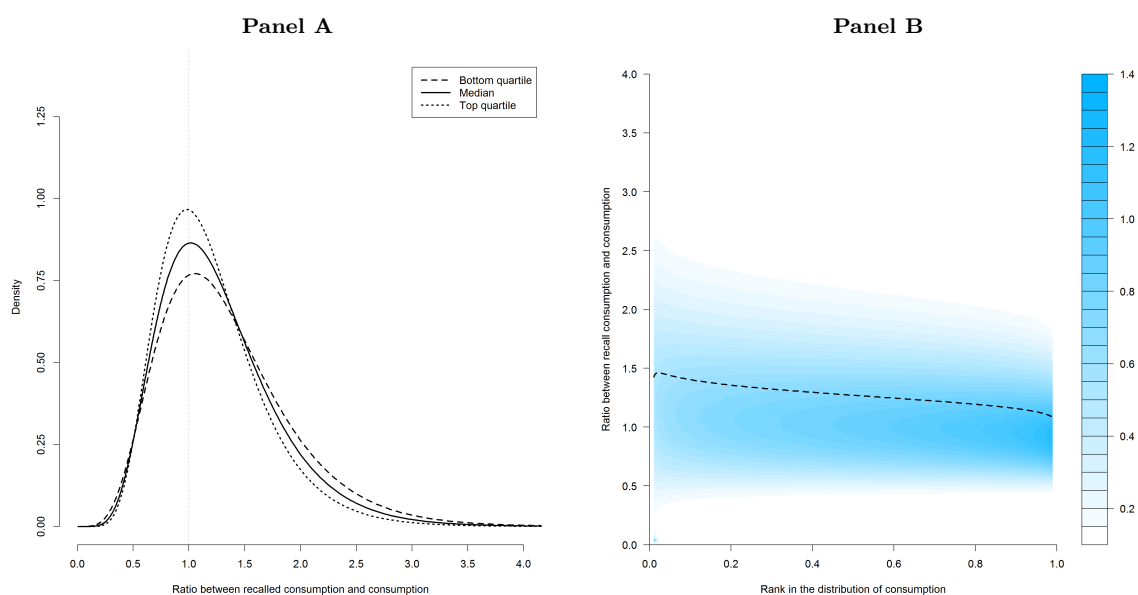 Panel A
Bottom quartile
Median
Top quartile
Density
0.00
0.25
0.50
0.75
1.00
1.25
0.0 0.5 1.0 1.5 2.0 2.5 3.0 3.5 4.0
Ratio between recalled consumption and consumption
Panel B
Ratio between recall consumption and consumption
4.0
3.5
3.0
2.5
2.0
1.5
1.0
0.5
0.0
0.0 0.2 0.4 0.6 0.8 1.0
Rank in the distribution of consumption
1.4
1.2
1.0
0.8
0.6
0.4
0.2